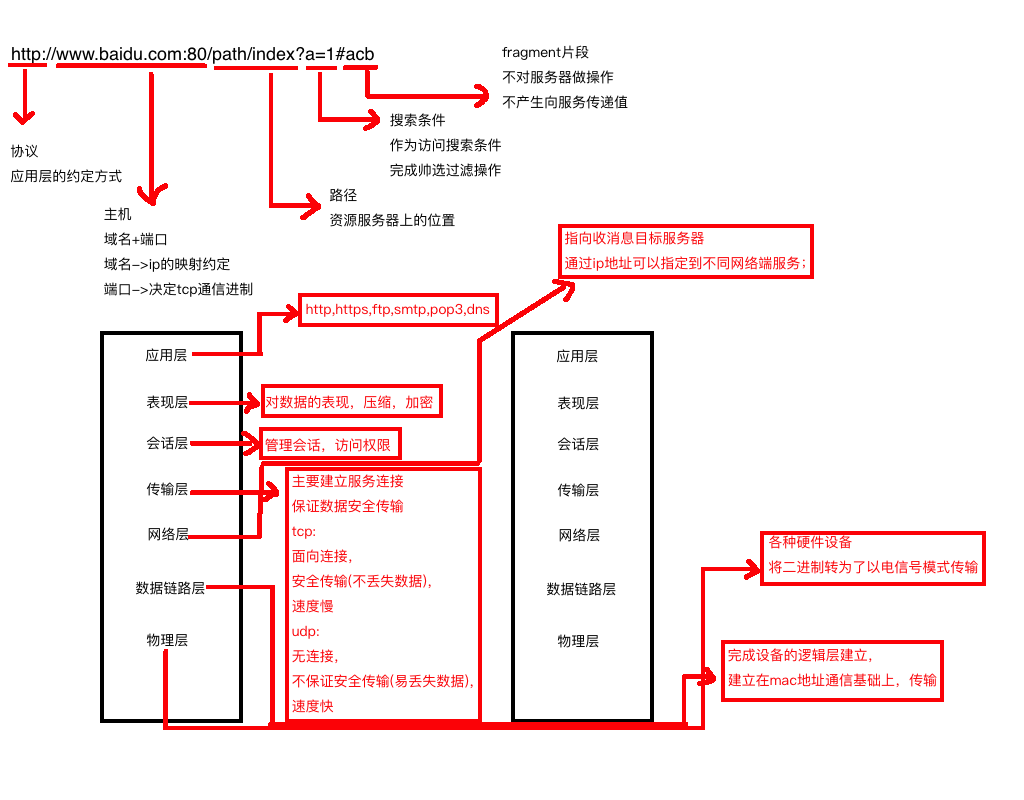 http://www.baidu.com:80/path/index?a=1#acb
fragment片段
不对服务器做操作
不产生向服务传递值
搜索条件
作为访问搜索条件
完成帅选过滤操作
协议
应用层的约定方式
路径
资源服务器上的位置
主机
域名+端口
域名->ip的映射约定
端口->决定tcp通信进制
指向收消息目标服务器
通过ip地址可以指定到不同网络端服务；
http,https,ftp,smtp,pop3,dns
应用层
表现层
会话层
传输层
网络层
数据链路层
物理层
对数据的表现，压缩，加密
管理会话，访问权限
主要建立服务连接
保证数据安全传输
tcp:
面向连接，
安全传输(不丢失数据)，
速度慢
udp:
无连接，
不保证安全传输(易丢失数据)，
速度快
应用层
表现层
会话层
传输层
网络层
数据链路层
物理层
各种硬件设备
将二进制转为了以电信号模式传输
完成设备的逻辑层建立，
建立在mac地址通信基础上，传输